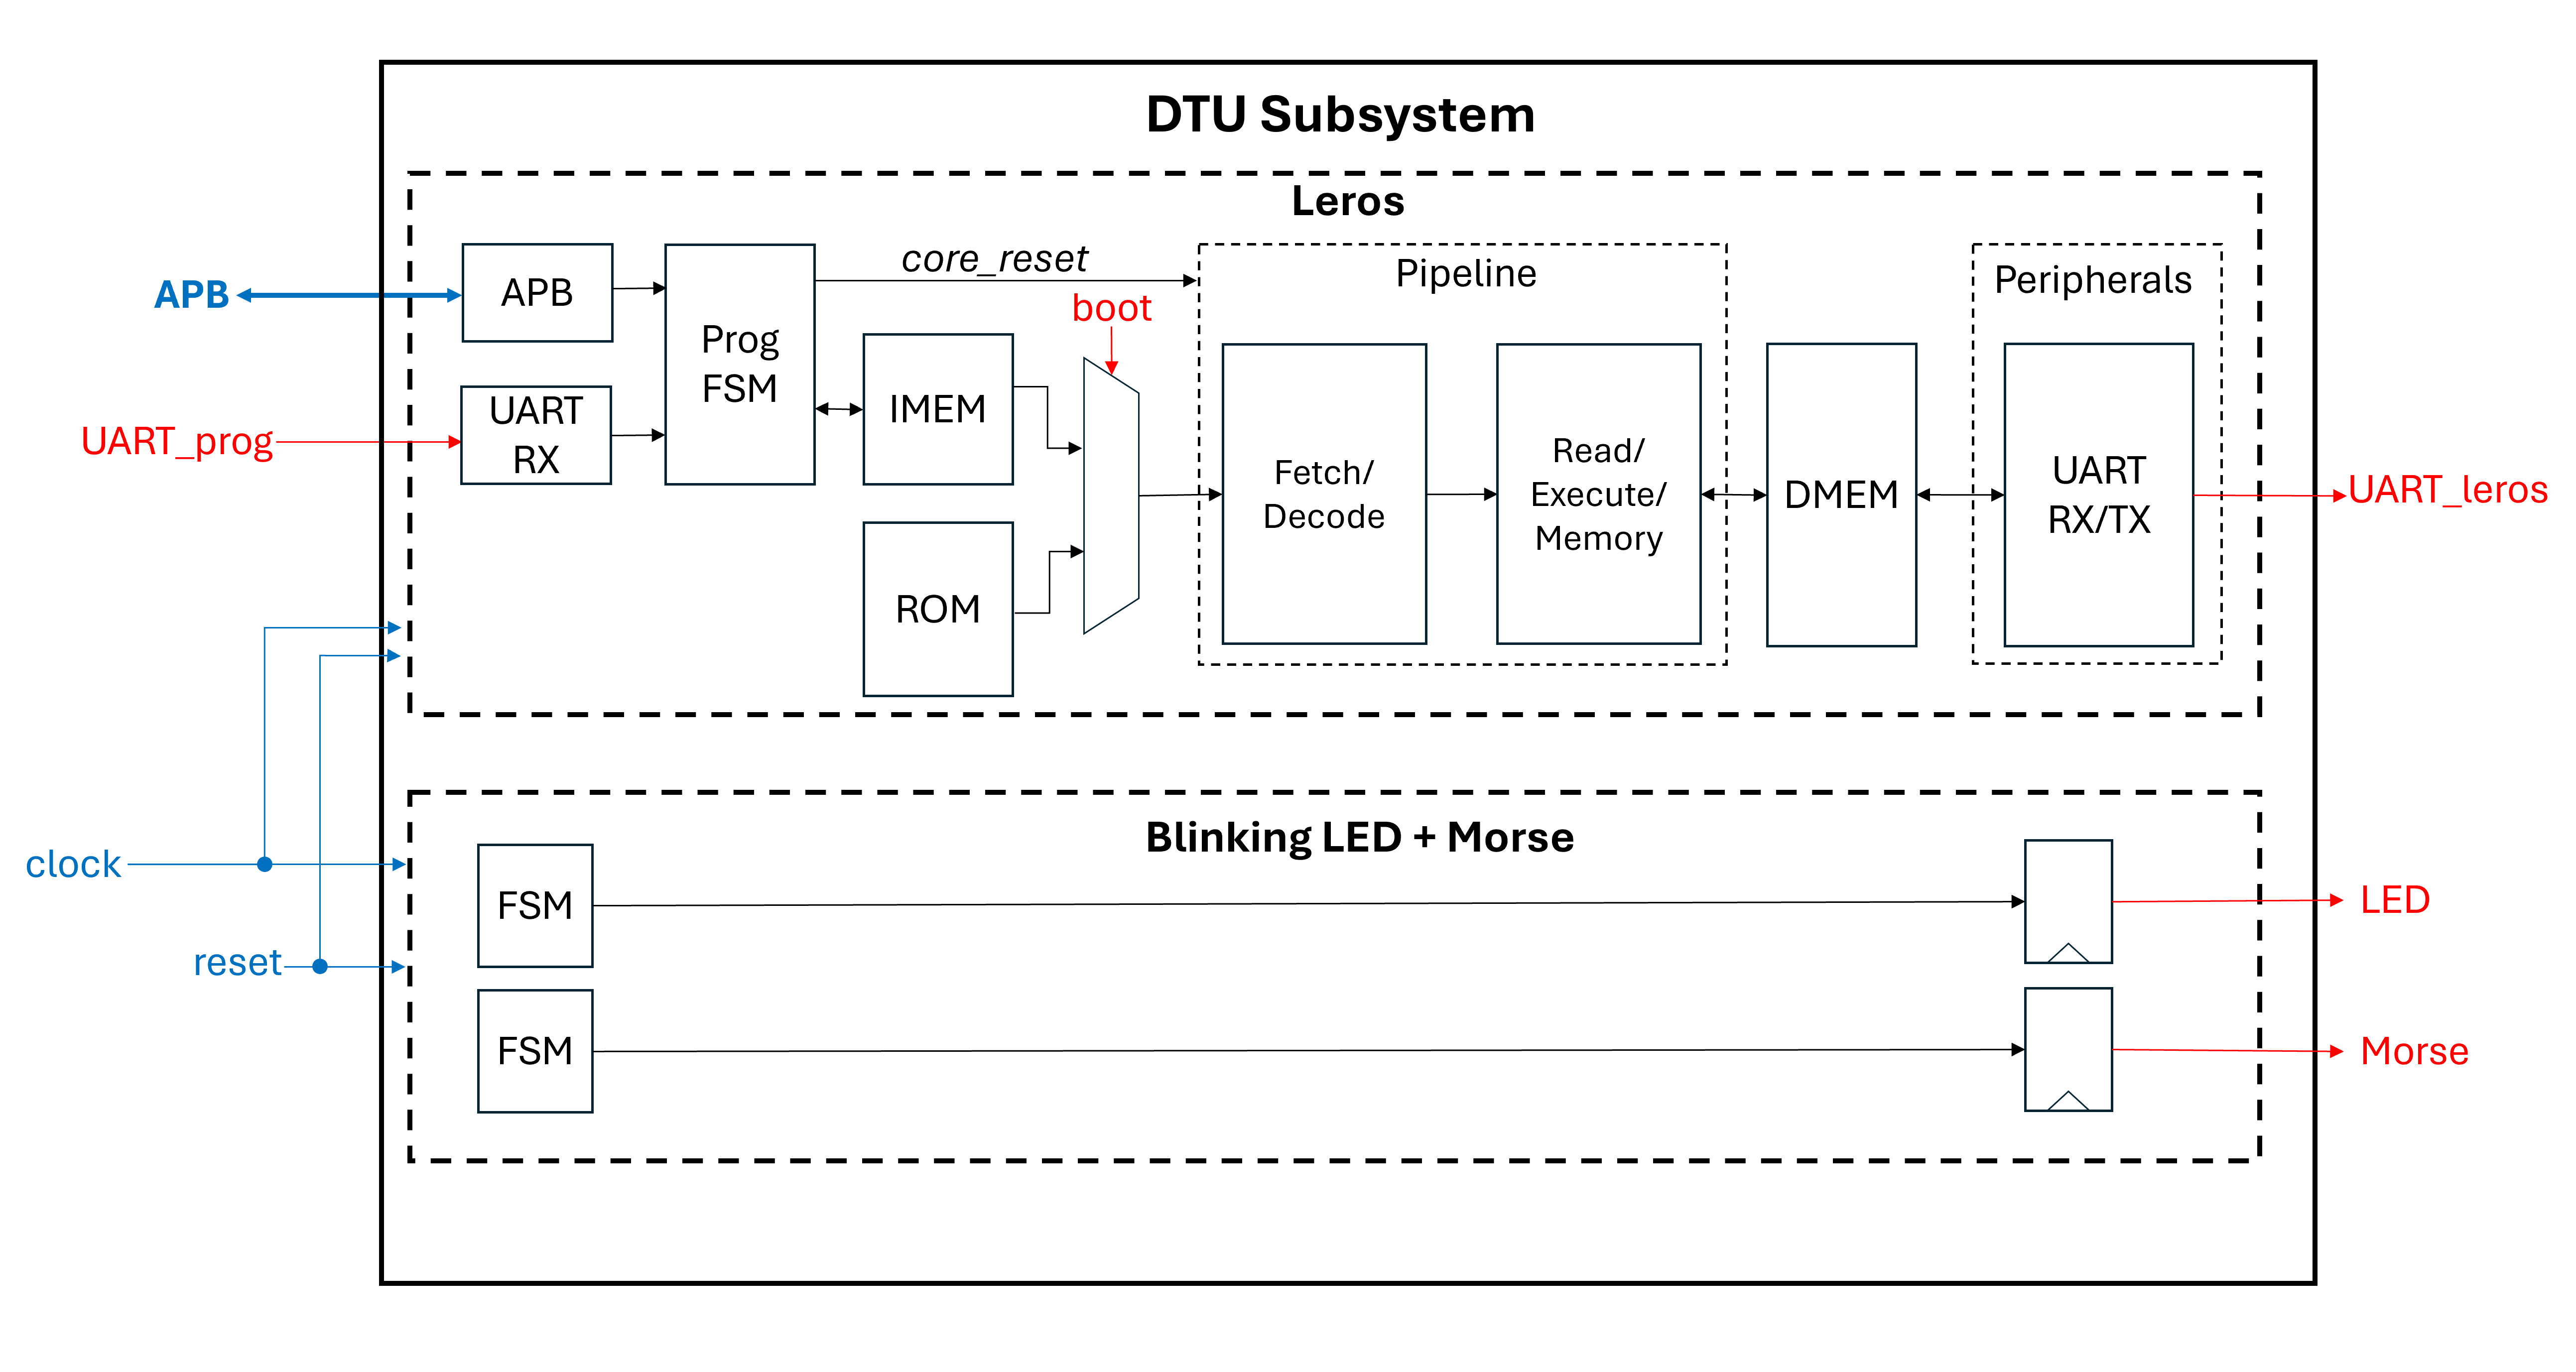 DTU Subsystem
Leros
APB
APB
UART_prog
UART
RX
Prog
FSM
core_reset
boot
IMEM
ROM
Pipeline
Fetch/
Decode
Read/
Execute/
Memory
DMEM
Peripherals
UART
RX/TX
UART_leros
clock
reset
Blinking LED + Morse
FSM
LED
FSM
Morse